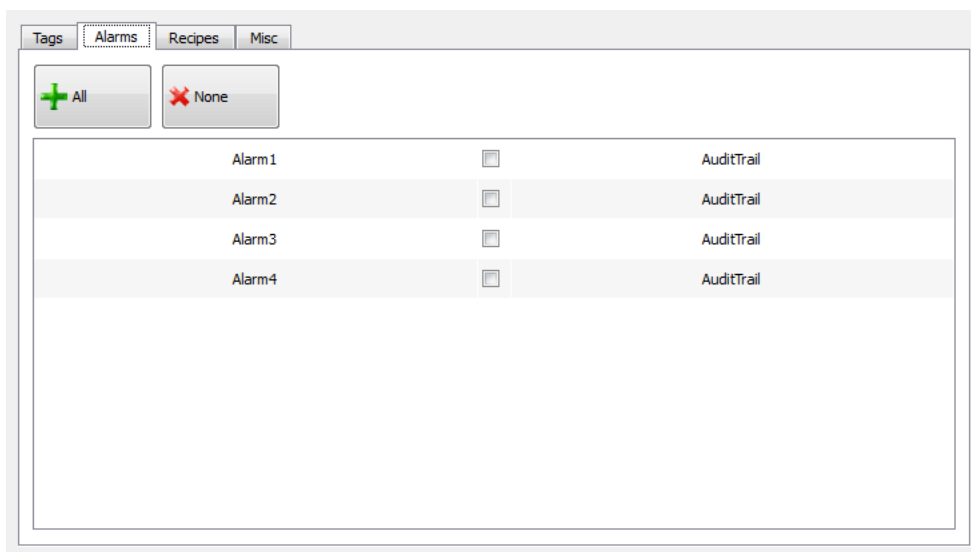 Tags Alarms Recipes Misc
All None
Alarm1 AuditTrail
Alarm2 AuditTrail
Alarm3 AuditTrail
Alarm4 AuditTrail